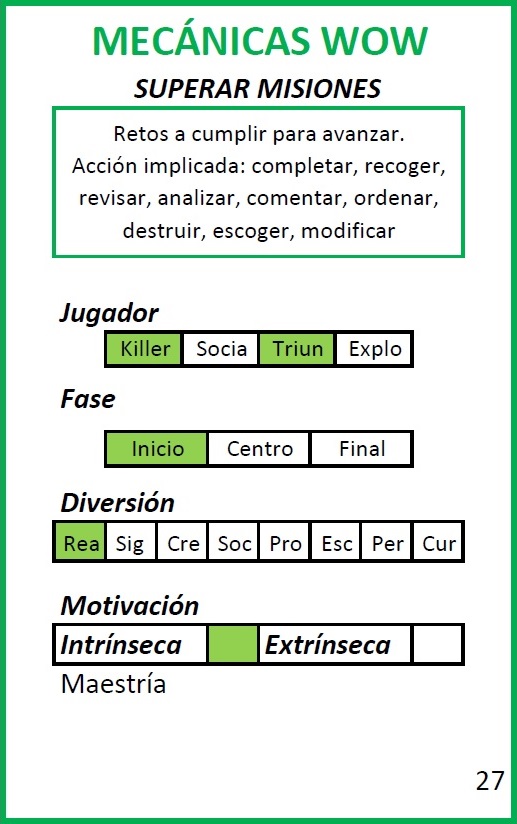 MECÁNICAS WOW
SUPERAR MISIONES
Retos a cumplir para avanzar.
Acción implicada: completar, recoger,
revisar, analizar, comentar, ordenar,
destruir, escoger, modificar
Jugador
Killer Socia Triun Explo
Fase
Inicio Centro Final
Diversión
Rea Sig Cre Soc Pro Esc Per Cur
Motivación
Intrínseca Extrínseca
Maestría
27